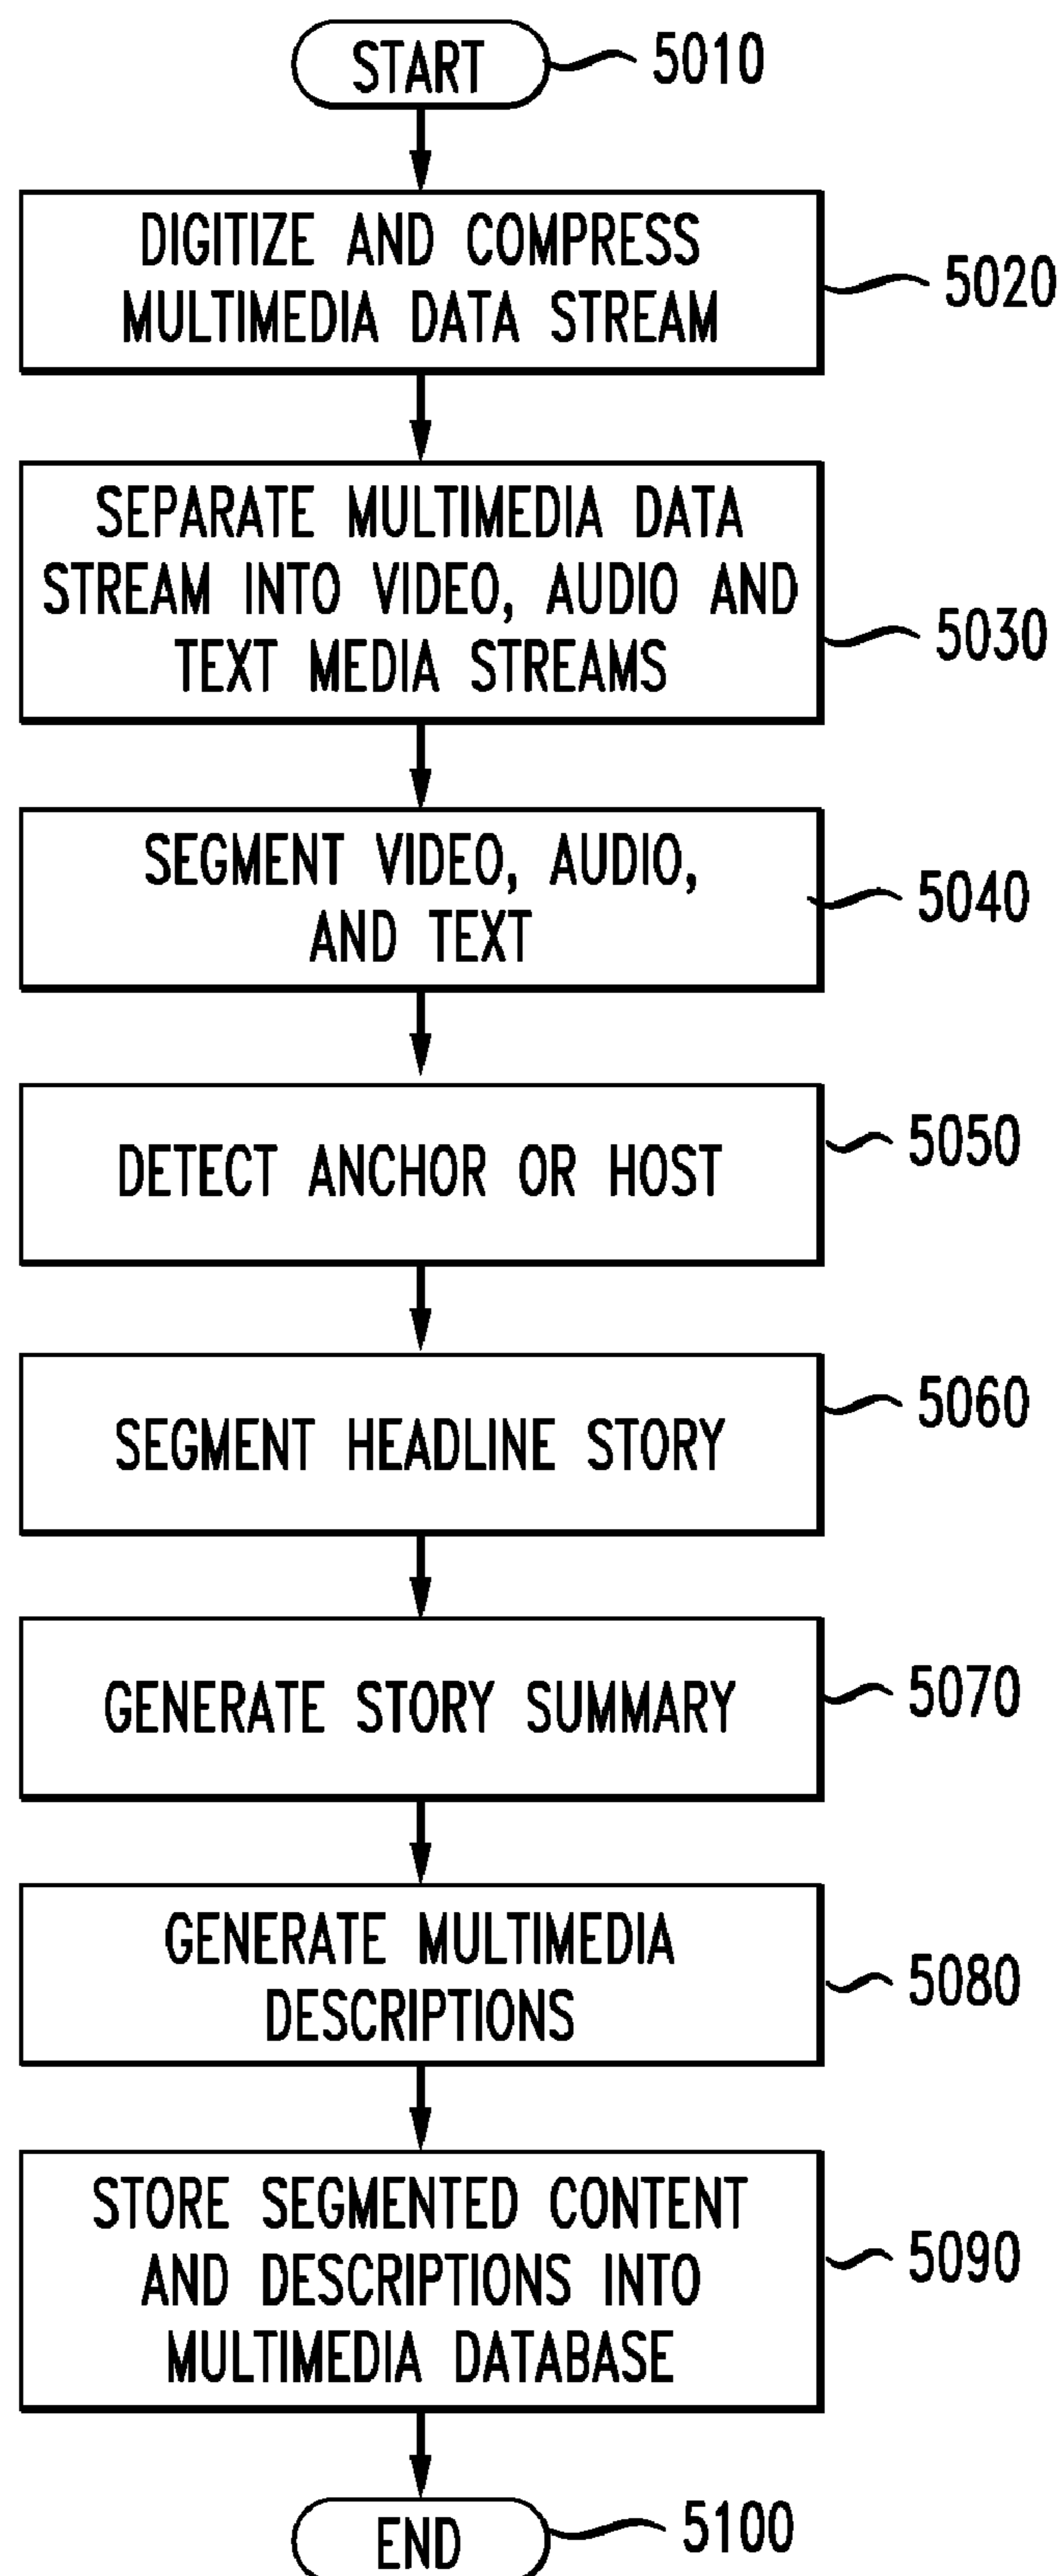 START
5010
DIGITIZE AND COMPRESS
MULTIMEDIA DATA STREAM
5020
SEPARATE MULTIMEDIA DATA
STREAM INTO VIDEO, AUDIO AND
TEXT MEDIA STREAMS
5030
SEGMENT VIDEO, AUDIO,
AND TEXT
5040
DETECT ANCHOR OR HOST
5050
SEGMENT HEADLINE STORY
5060
GENERATE STORY SUMMARY
5070
GENERATE MULTIMEDIA
DESCRIPTIONS
5080
STORE SEGMENTED CONTENT
AND DESCRIPTIONS INTO
MULTIMEDIA DATABASE
5090
END
5100